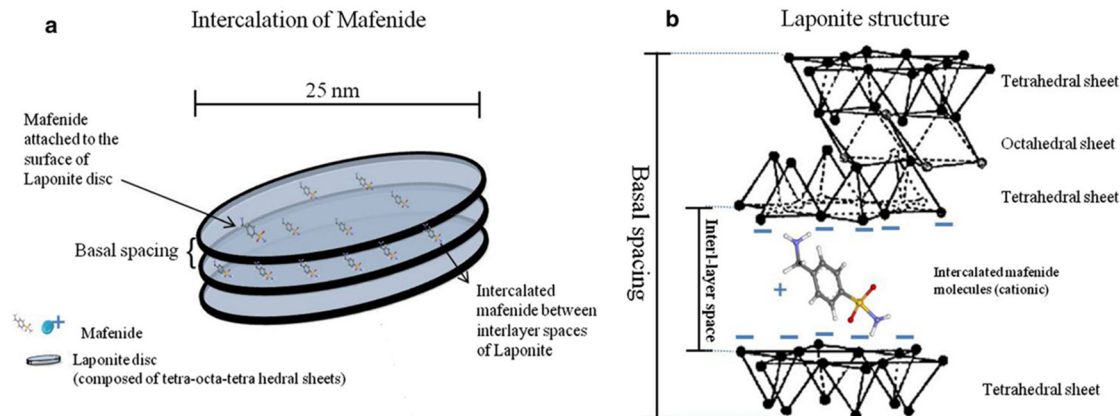 a
Intercalation of Mafenide
25 nm
Mafenide
attached to the
surface of
Laponite disc
Basal spacing
Intercalated
mafenide between
interlayer spaces
of Laponite
+
Mafenide
Laponite disc
(composed of tetra-octa-tetra hedral sheets)
b
Laponite structure
Basal spacing
Interl-layer space
Tetrahedral sheet
Octahedral sheet
Tetrahedral sheet
+
Intercalated mafenide
molecules (cationic)
Tetrahedral sheet